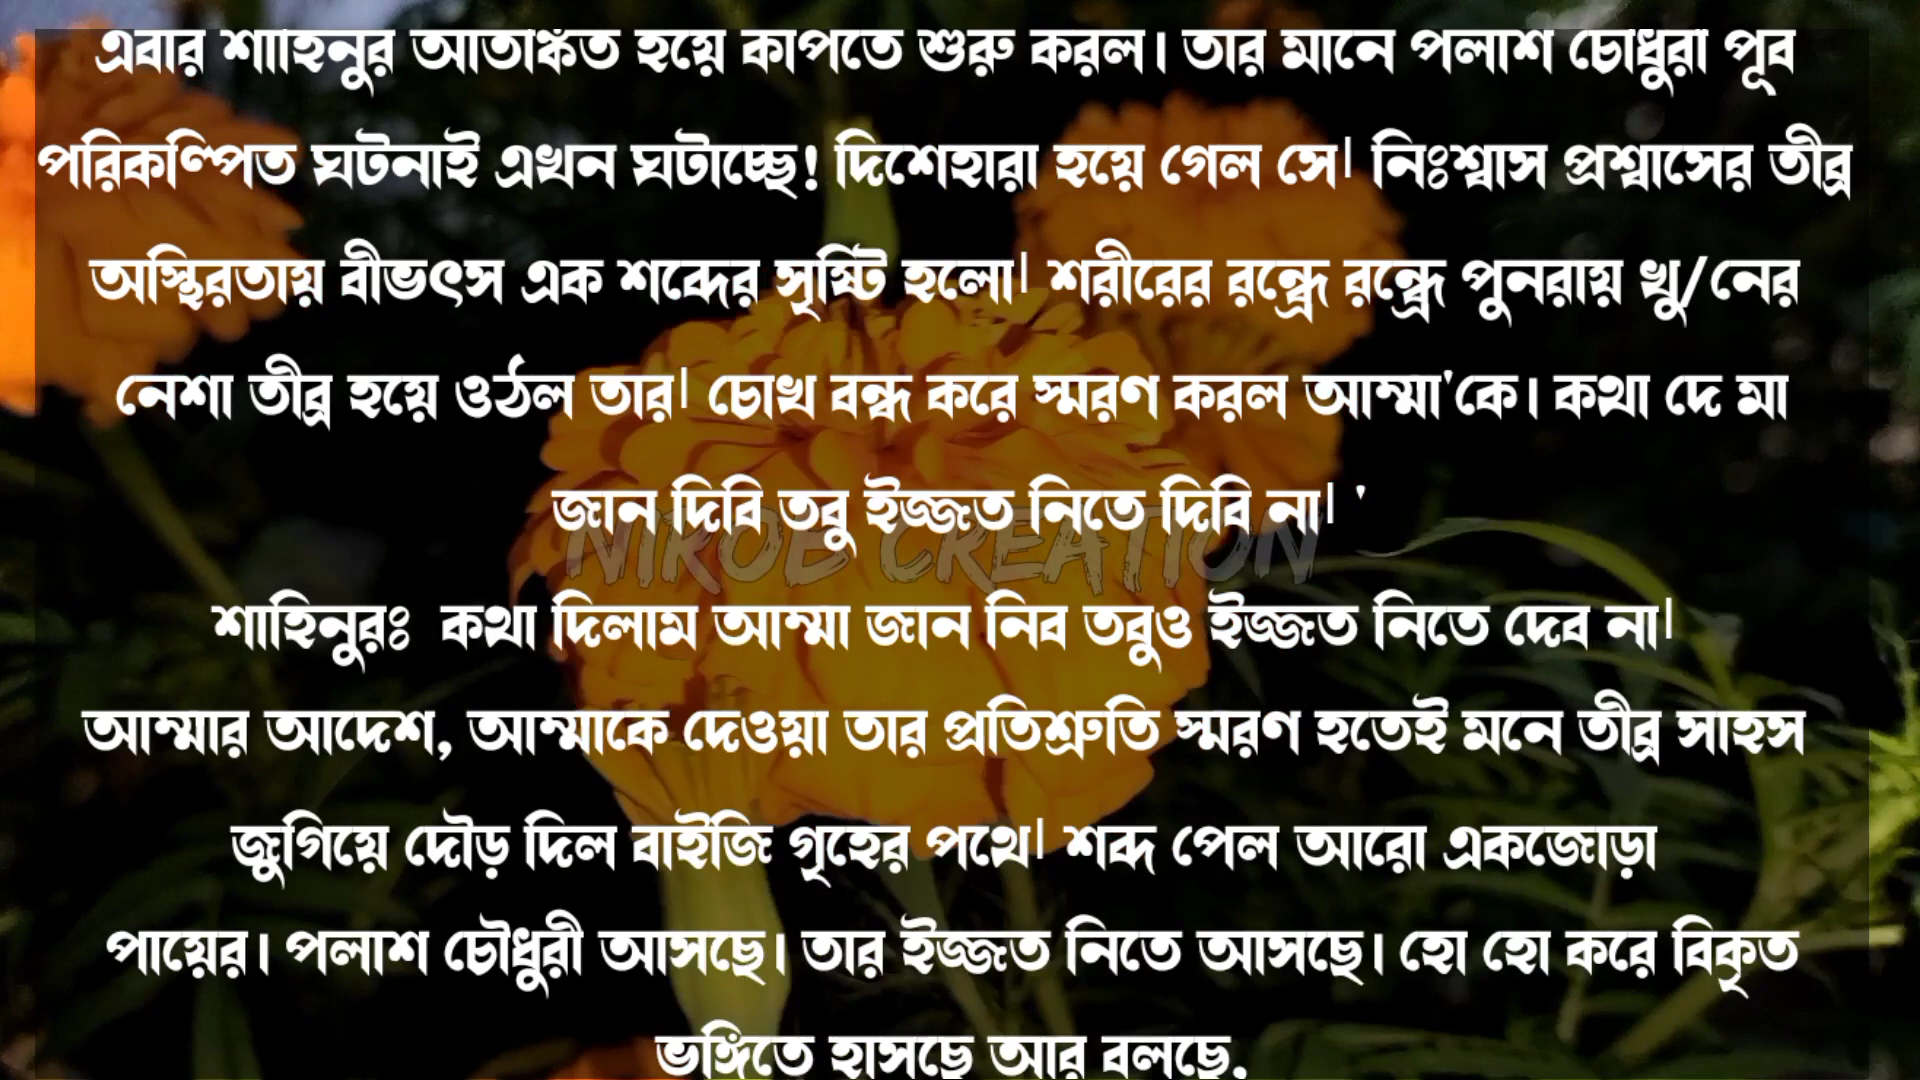 এবার শাহিনুর আতঙ্কিত হয়ে কাঁপতে শুরু করল। তার মানে পলাশ চৌধুরী পূর্ব
পরিকল্পিত ঘটনাই এখন ঘটাচ্ছে! দিশেহারা হয়ে গেল সে। নিঃশ্বাস প্রশ্বাসের তীব্র
অস্থিরতায় বীভৎস এক শব্দের সৃষ্টি হলো। শরীরের রন্ধ্রে রন্ধ্রে পুনরায় খু/নের
নেশা তীব্র হয়ে ওঠল তার। চোখ বন্ধ করে স্মরণ করল আম্মা'কে। কথা দে মা
জান দিবি তবু ইজ্জত নিতে দিবি না। '
NIROB CREATION
শাহিনুরঃ কথা দিলাম আম্মা জান নিব তবুও ইজ্জত নিতে দেব না।
আম্মার আদেশ, আম্মাকে দেওয়া তার প্রতিশ্রুতি স্মরণ হতেই মনে তীব্র সাহস
জুগিয়ে দৌড় দিল বাইজি গৃহের পথে। শব্দ পেল আরো একজোড়া
পায়ের। পলাশ চৌধুরী আসছে। তার ইজ্জত নিতে আসছে। হো হো করে বিকৃত
ভঙ্গিতে হাসছে আর বলছে,